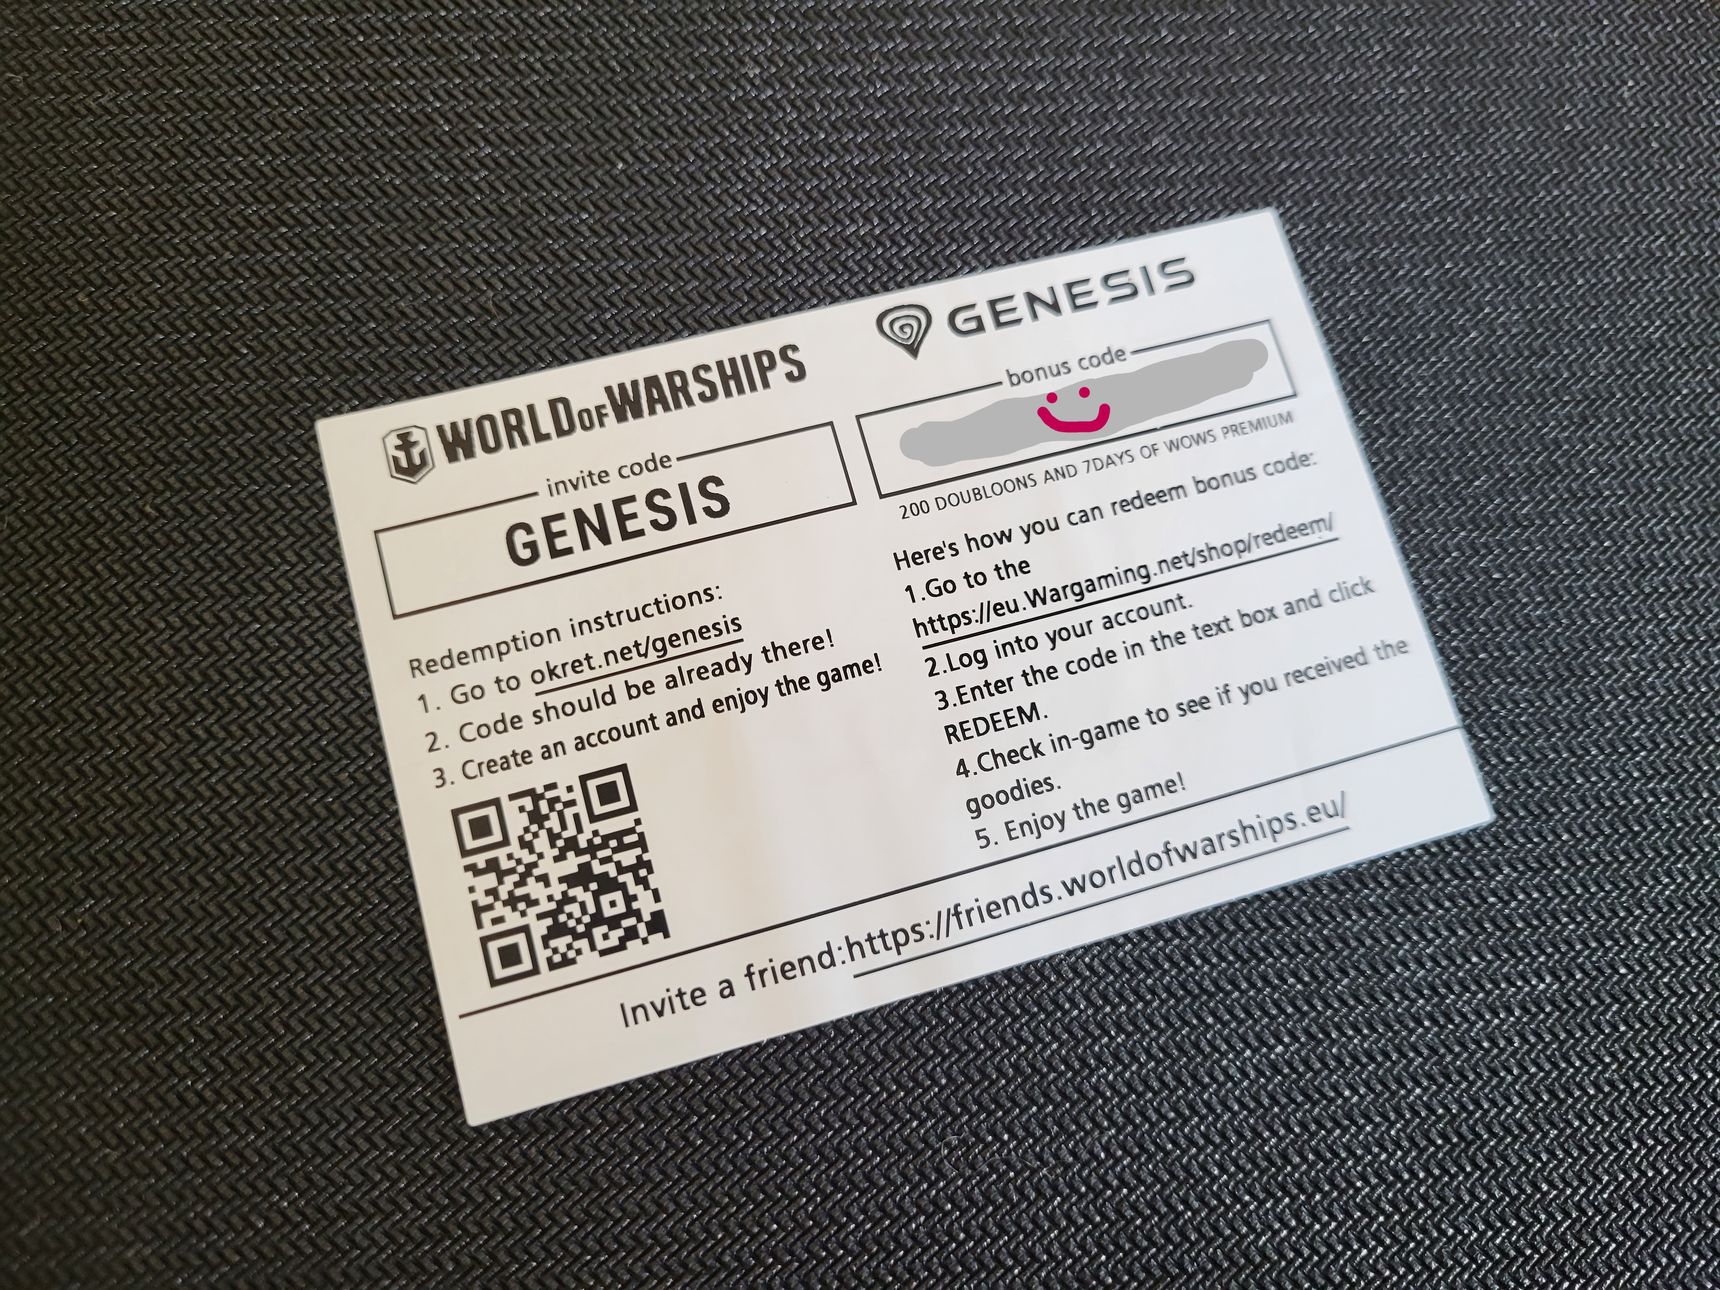 WORLD OF WARSHIPS
invite code
GENESIS
Redemption instructions:
1. Go to okret.net/genesis
2. Code should be already there!
3. Create an account and enjoy the game!
GENESIS
bonus code
200 DOUBLOONS AND 7DAYS OF WOWS PREMIUM
Here's how you can redeem bonus code:
1.Go to the
https://eu.Wargaming.net/shop/redeem/
2.Log into your account.
3.Enter the code in the text box and click
REDEEM.
4.Check in-game to see if you received the
goodies.
5. Enjoy the game!
Invite a friend:https://friends.worldofwarships.eu/